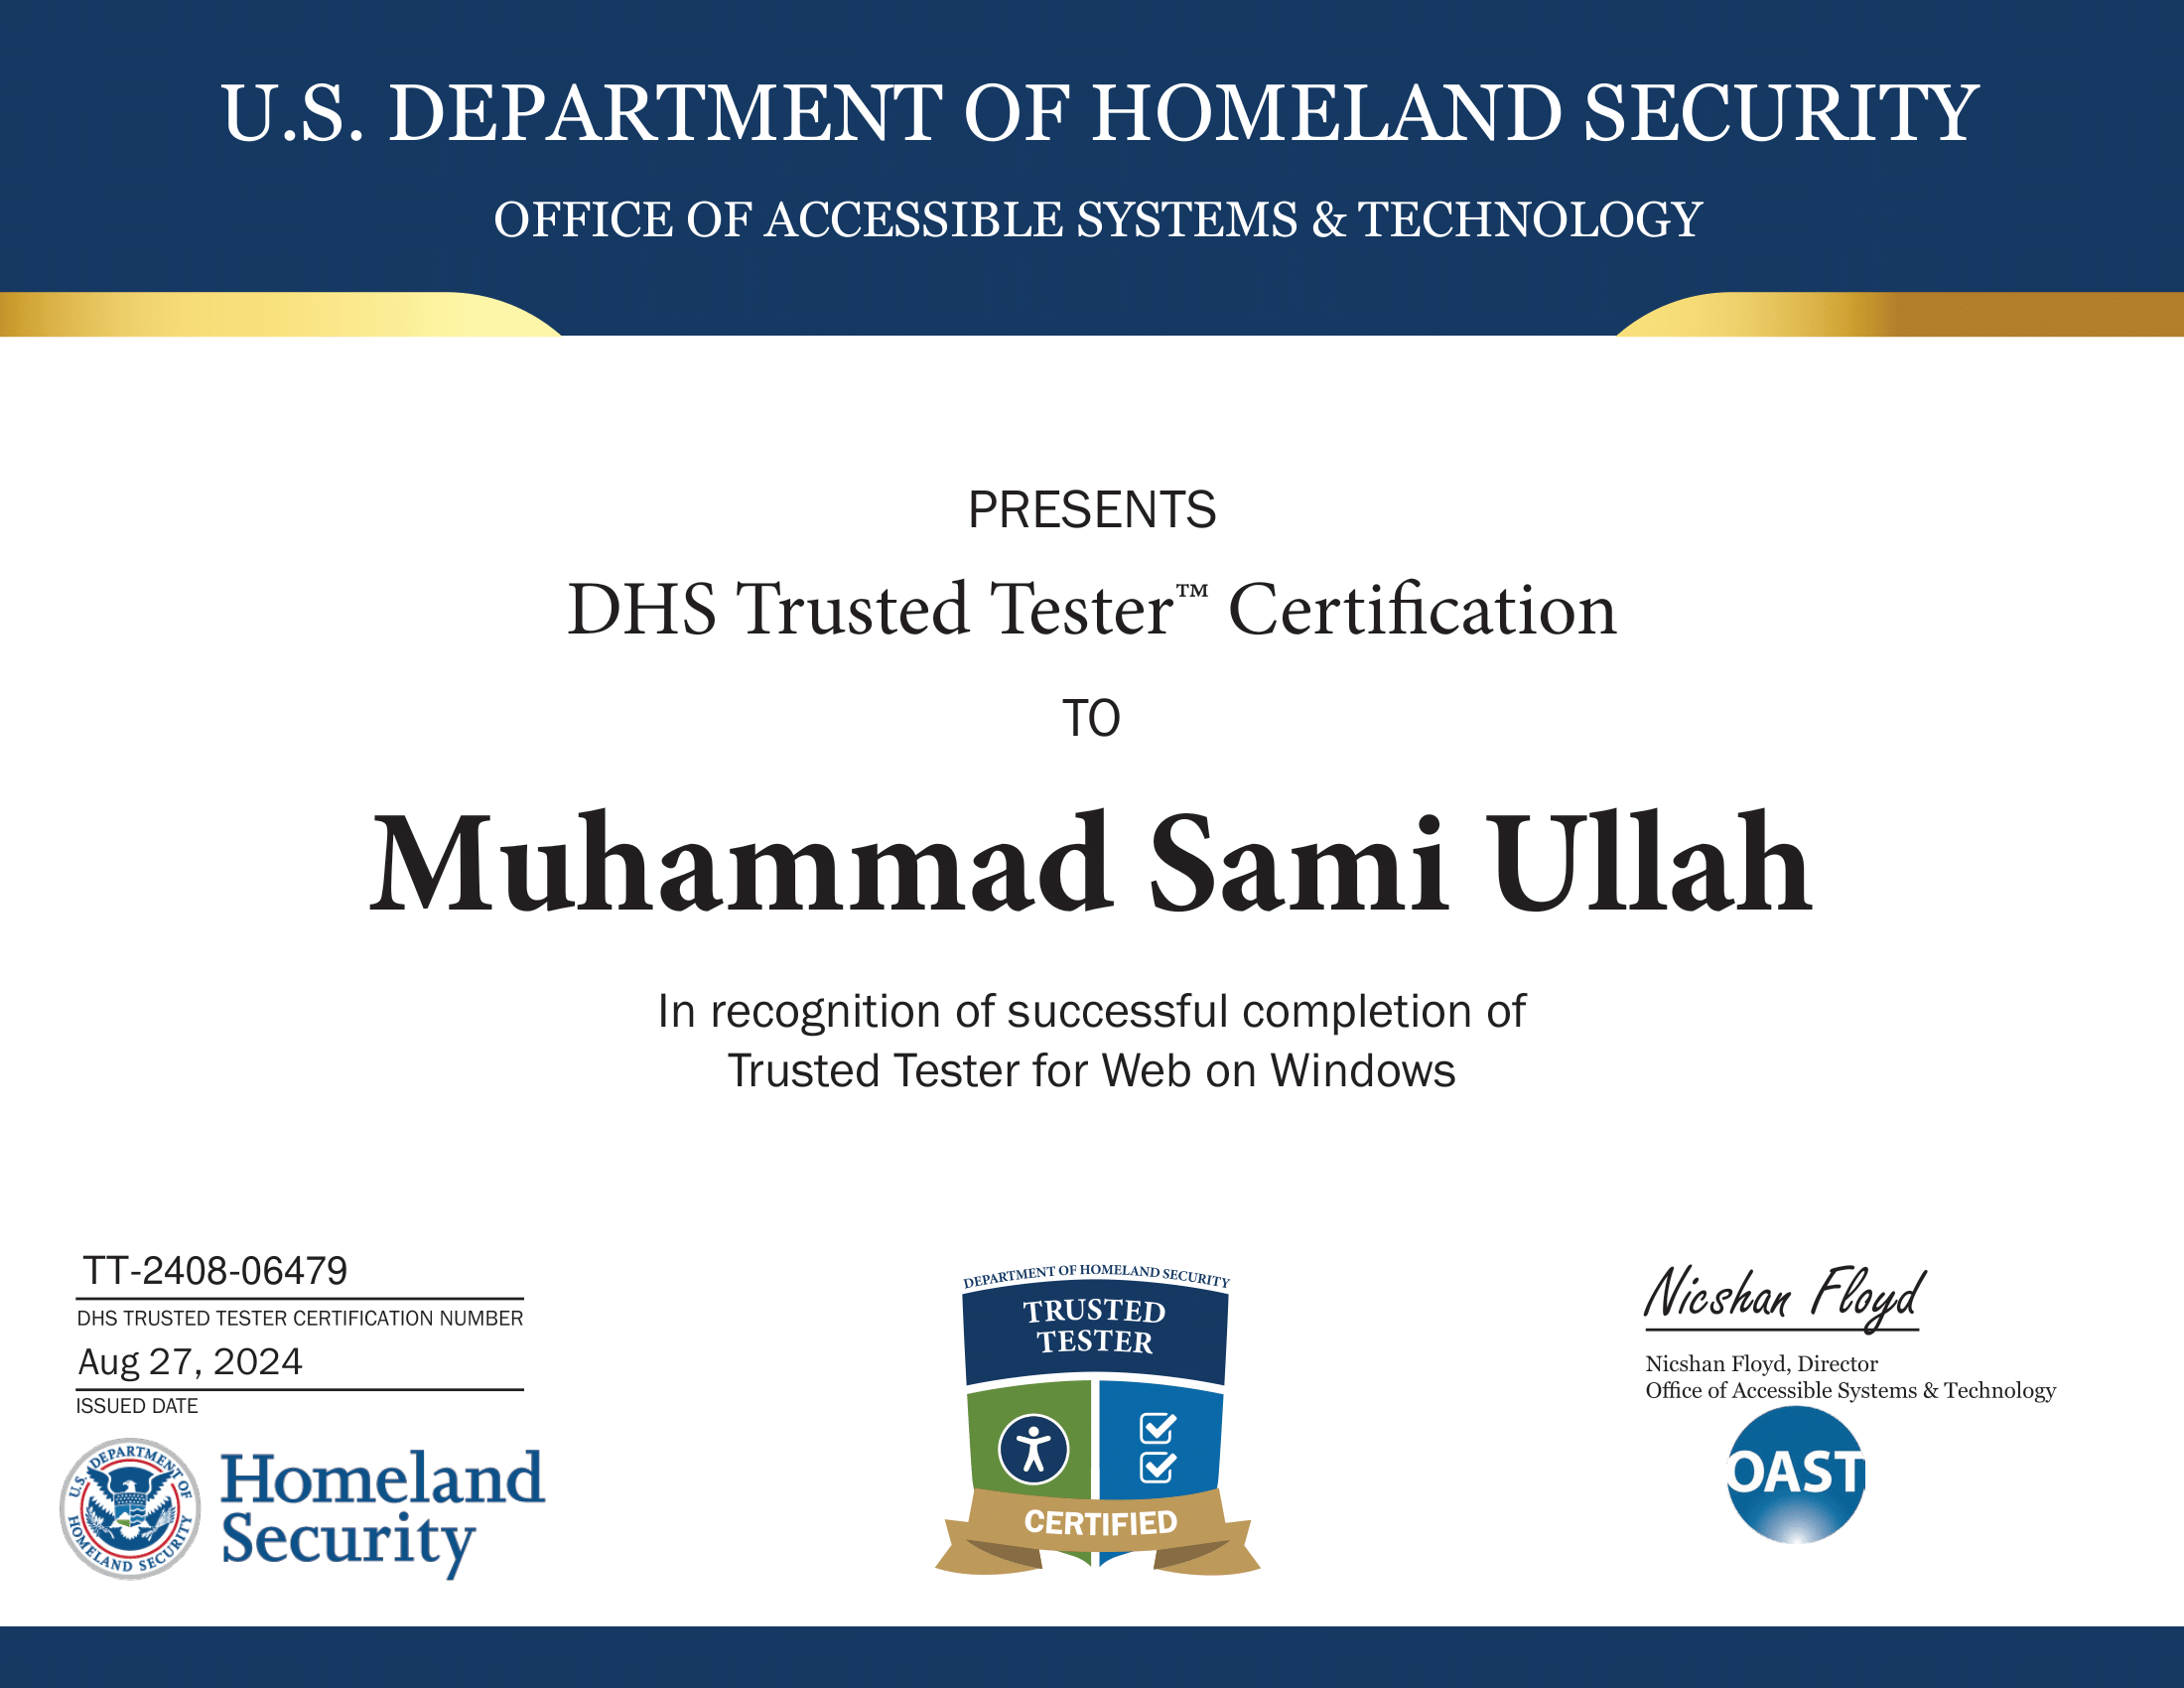 U.S. DEPARTMENT OF HOMELAND SECURITY
OFFICE OF ACCESSIBLE SYSTEMS & TECHNOLOGY
PRESENTS
DHS Trusted Tester™ Certification
TO
Muhammad Sami Ullah
In recognition of successful completion of
Trusted Tester for Web on Windows
TT-2408-06479
DHS TRUSTED TESTER CERTIFICATION NUMBER
Aug 27, 2024
ISSUED DATE
U.S. DEPARTMENT OF HOMELAND SECURITY
Homeland
Security
DEPARTMENT OF HOMELAND SECURITY
TRUSTED
TESTER
CERTIFIED
Nicshan Floyd
Nicshan Floyd, Director
Office of Accessible Systems & Technology
OAST